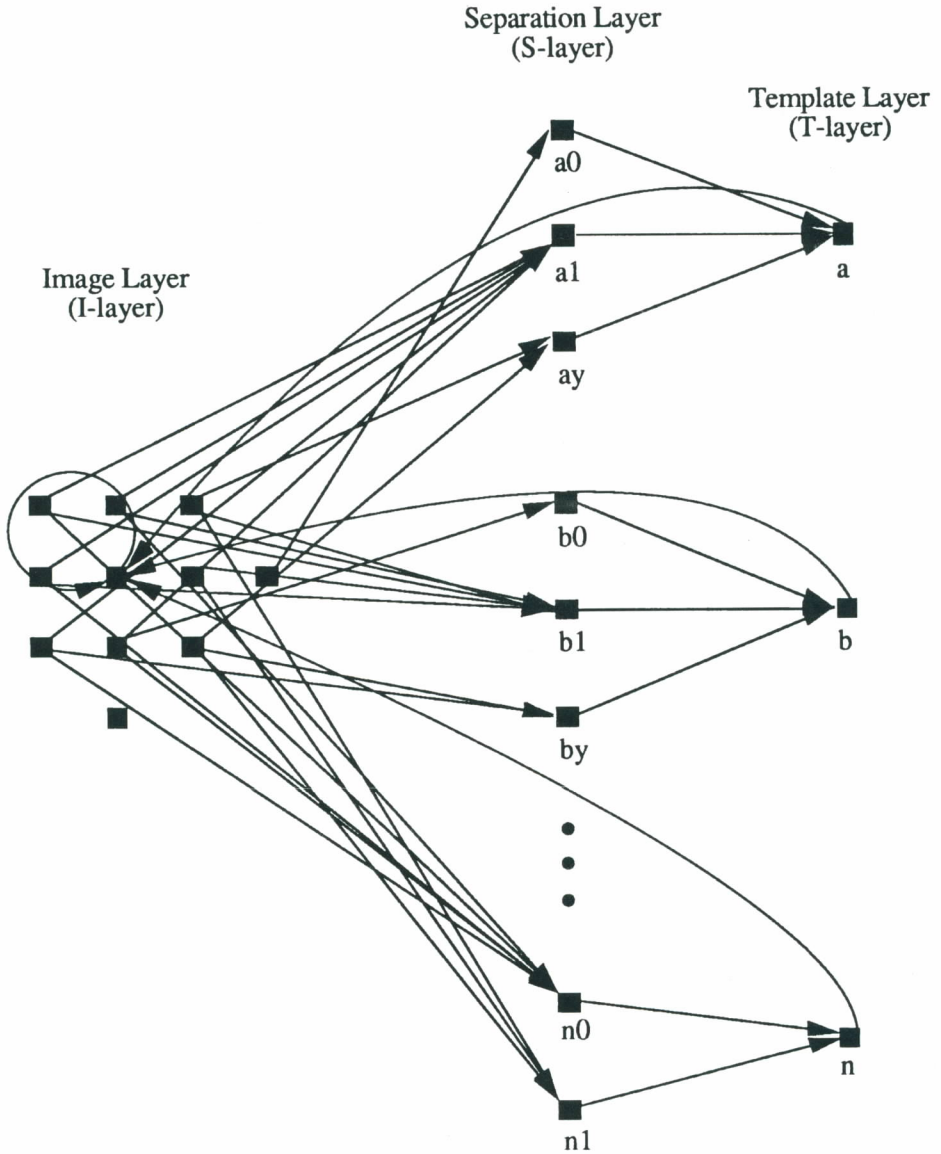 Separation Layer
(S-layer)
Template Layer
(T-layer)
a0
a
a1
Image Layer
(I-layer)
ay
b0
b1
b
by
n0
n
n1